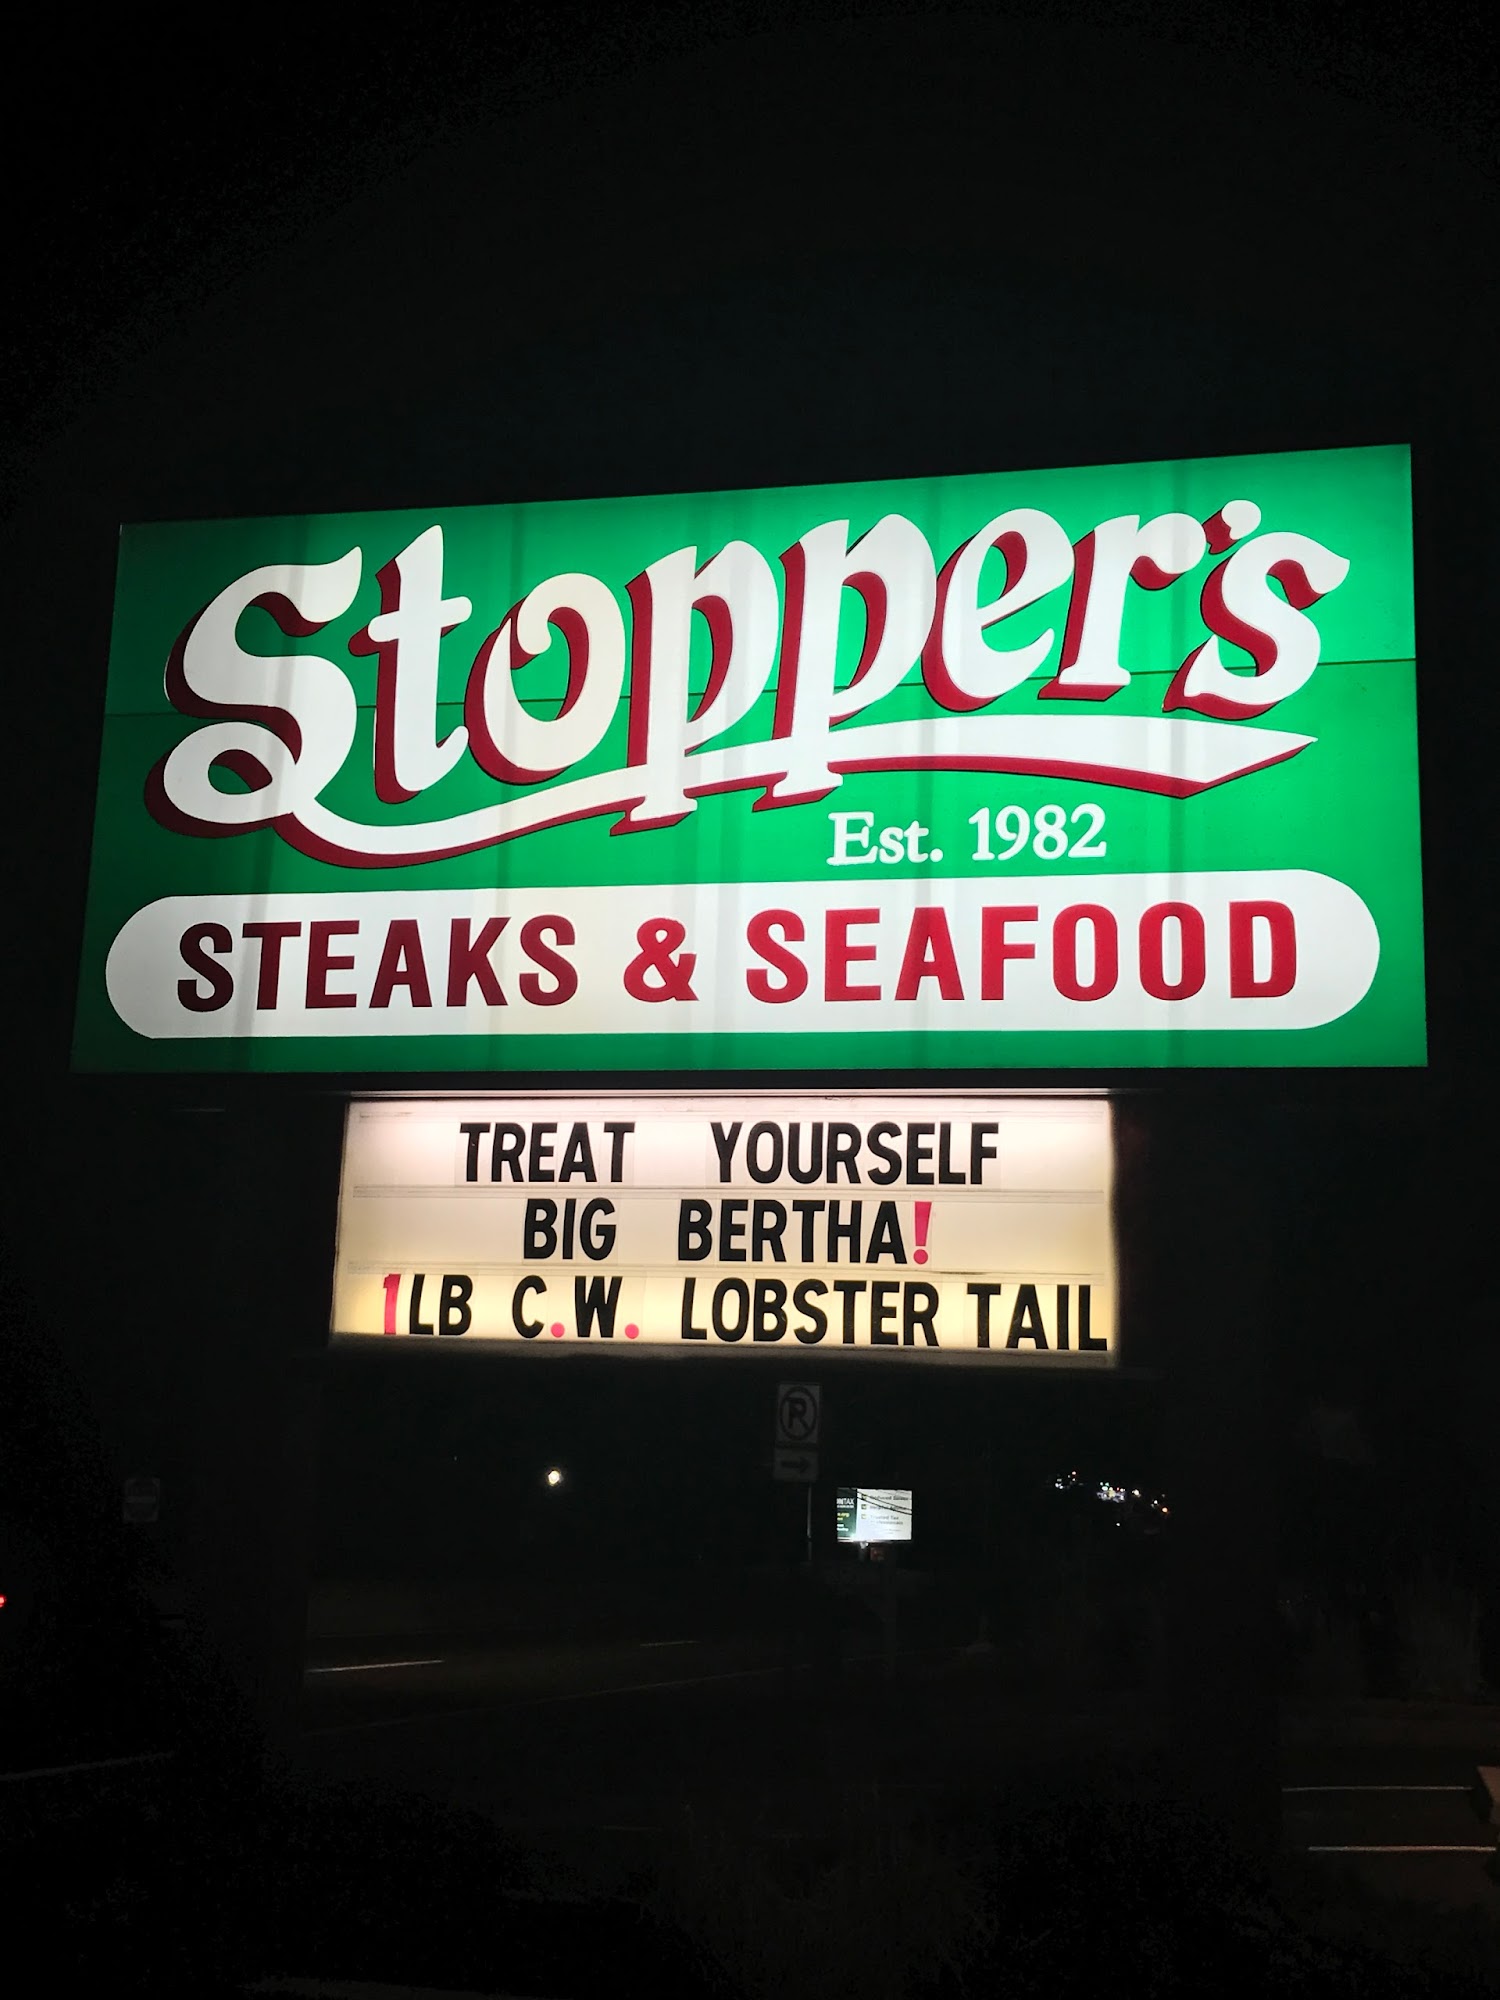 Stopper's
Est. 1982
STEAKS & SEAFOOD
TREAT YOURSELF
BIG BERTHA!
1LB C.W. LOBSTER TAIL
R